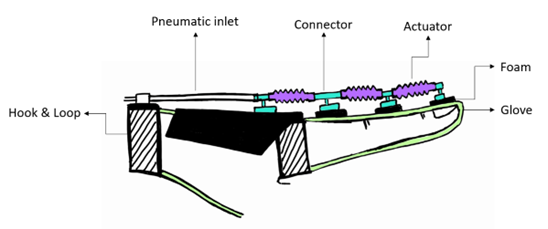 Pneumatic inlet
Connector
Actuator
Foam
Hook & Loop
Glove